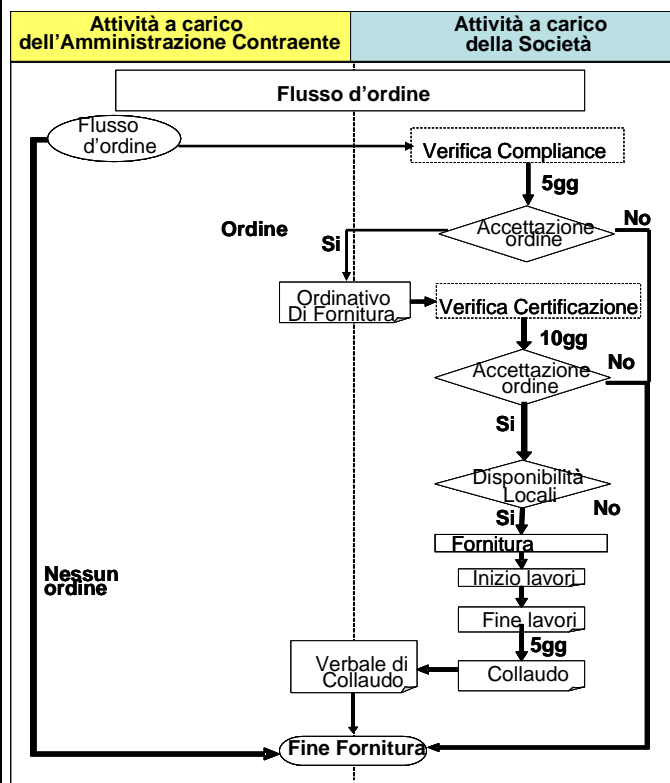 Attività a carico
dell'Amministrazione Contraente
Attività a carico
della Società
Flusso d'ordine
Flusso
d'ordine
Verifica Compliance
5gg
Accettazione
ordine
No
Ordine
Si
Ordinativo
Di Fornitura
Verifica Certificazione
10gg
Accettazione
ordine
No
Si
Disponibilità
Locali
Si
No
Fornitura
Nessun
ordine
Inizio lavori
Fine lavori
5gg
Verbale di
Collaudo
Collaudo
Fine Fornitura